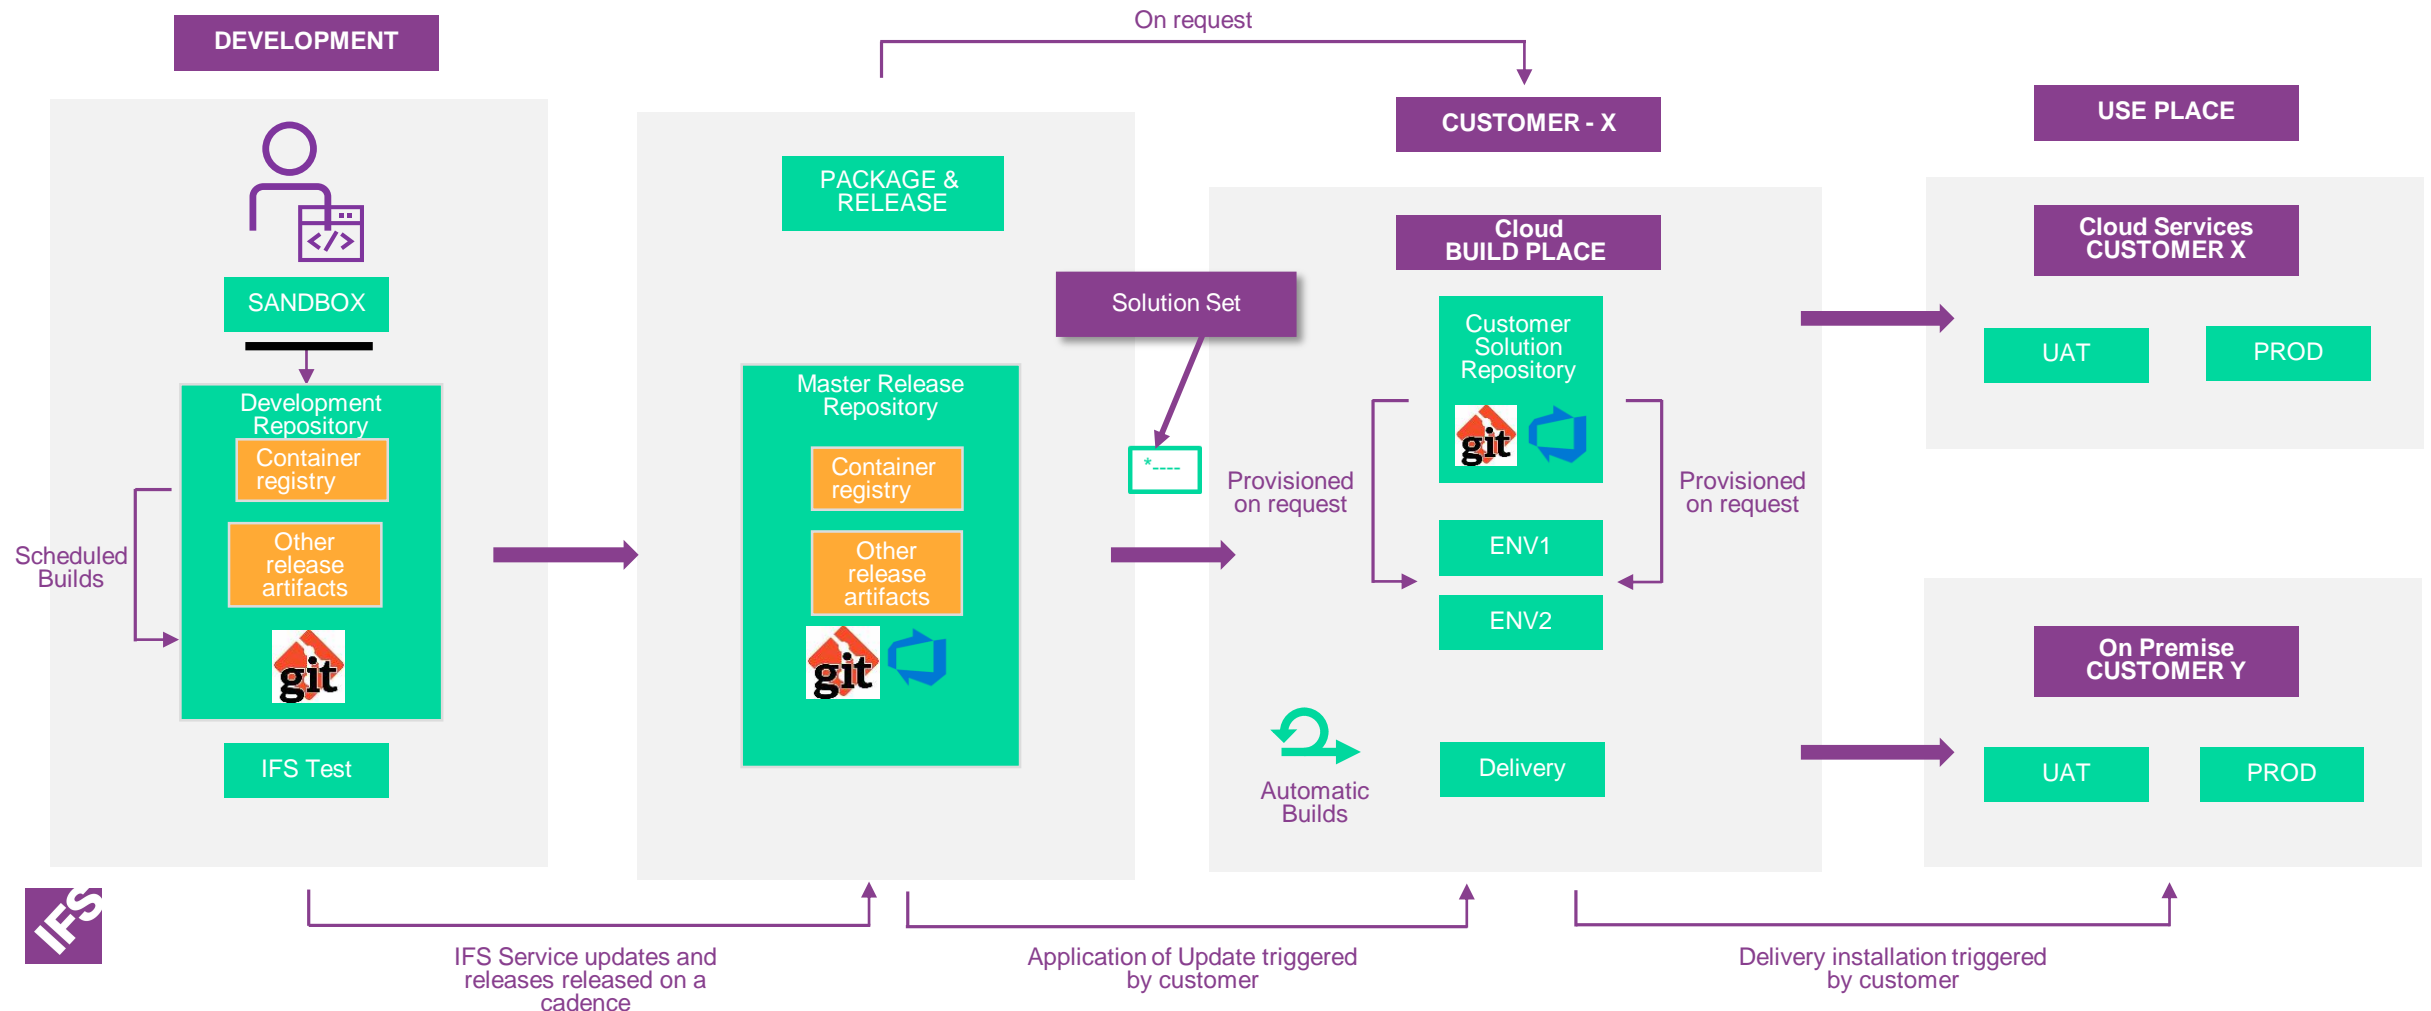 On request
DEVELOPMENT
SANDBOX
Development
Repository
Container
registry
Other
release
artifacts
git
Scheduled
Builds
IFS Test
PACKAGE &
RELEASE
Master Release
Repository
Container
registry
Other
release
artifacts
git
Solution Set
*----
CUSTOMER - X
Cloud
BUILD PLACE
Customer
Solution
Repository
git
Provisioned
on request
Provisioned
on request
ENV1
ENV2
Automatic
Builds
Delivery
USE PLACE
Cloud Services
CUSTOMER X
UAT
PROD
On Premise
CUSTOMER Y
UAT
PROD
IFS
IFS Service updates and
releases released on a
cadence
Application of Update triggered
by customer
Delivery installation triggered
by customer